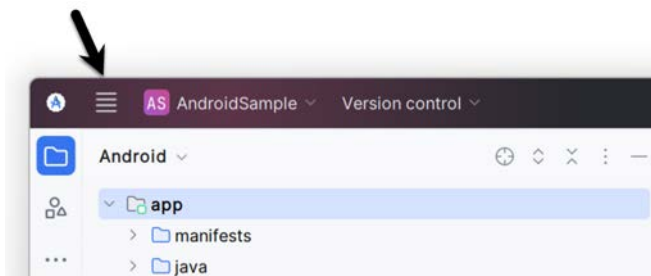 AS AndroidSample Version control
Android
app
manifests
java